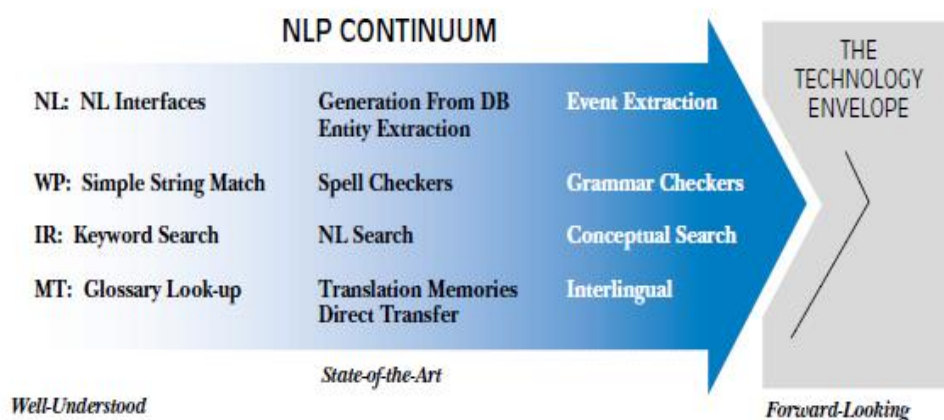 NLP CONTINUUM
THE
TECHNOLOGY
ENVELOPE
NL: NL Interfaces
Generation From DB
Entity Extraction
Event Extraction
WP: Simple String Match
Spell Checkers
Grammar Checkers
IR: Keyword Search
NL Search
Conceptual Search
MT: Glossary Look-up
Translation Memories
Direct Transfer
Interlingual
State-of-the-Art
Well-Understood
Forward-Looking